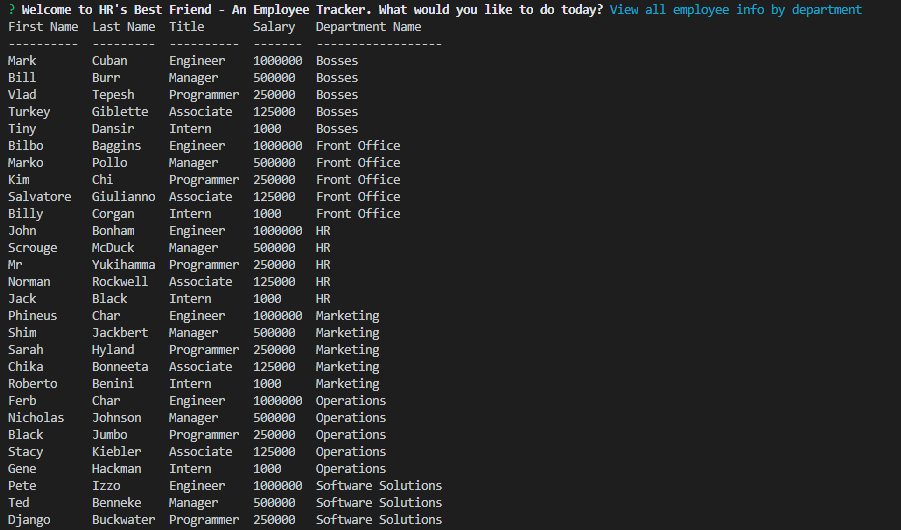 ? Welcome to HR's Best Friend - An Employee Tracker. What would you like to do today? View all employee info by department
First Name  Last Name  Title       Salary   Department Name
----------  ---------  ----------  -------  ------------------
Mark        Cuban      Engineer    1000000  Bosses
Bill        Burr       Manager     500000   Bosses
Vlad        Tepesh     Programmer  250000   Bosses
Turkey      Giblette   Associate   125000   Bosses
Tiny        Dansir     Intern      1000     Bosses
Bilbo       Baggins    Engineer    1000000  Front Office
Marko       Pollo      Manager     500000   Front Office
Kim         Chi        Programmer  250000   Front Office
Salvatore   Giulianno  Associate   125000   Front Office
Billy       Corgan     Intern      1000     Front Office
John        Bonham     Engineer    1000000  HR
Scrouge     McDuck     Manager     500000   HR
Mr          Yukihamma  Programmer  250000   HR
Norman      Rockwell   Associate   125000   HR
Jack        Black      Intern      1000     HR
Phineus     Char       Engineer    1000000  Marketing
Shim        Jackbert   Manager     500000   Marketing
Sarah       Hyland     Programmer  250000   Marketing
Chika       Bonneeta   Associate   125000   Marketing
Roberto     Benini     Intern      1000     Marketing
Ferb        Char       Engineer    1000000  Operations
Nicholas    Johnson    Manager     500000   Operations
Black       Jumbo      Programmer  250000   Operations
Stacy       Kiebler    Associate   125000   Operations
Gene        Hackman    Intern      1000     Operations
Pete        Izzo       Engineer    1000000  Software Solutions
Ted         Benneke    Manager     500000   Software Solutions
Django      Buckwater  Programmer  250000   Software Solutions